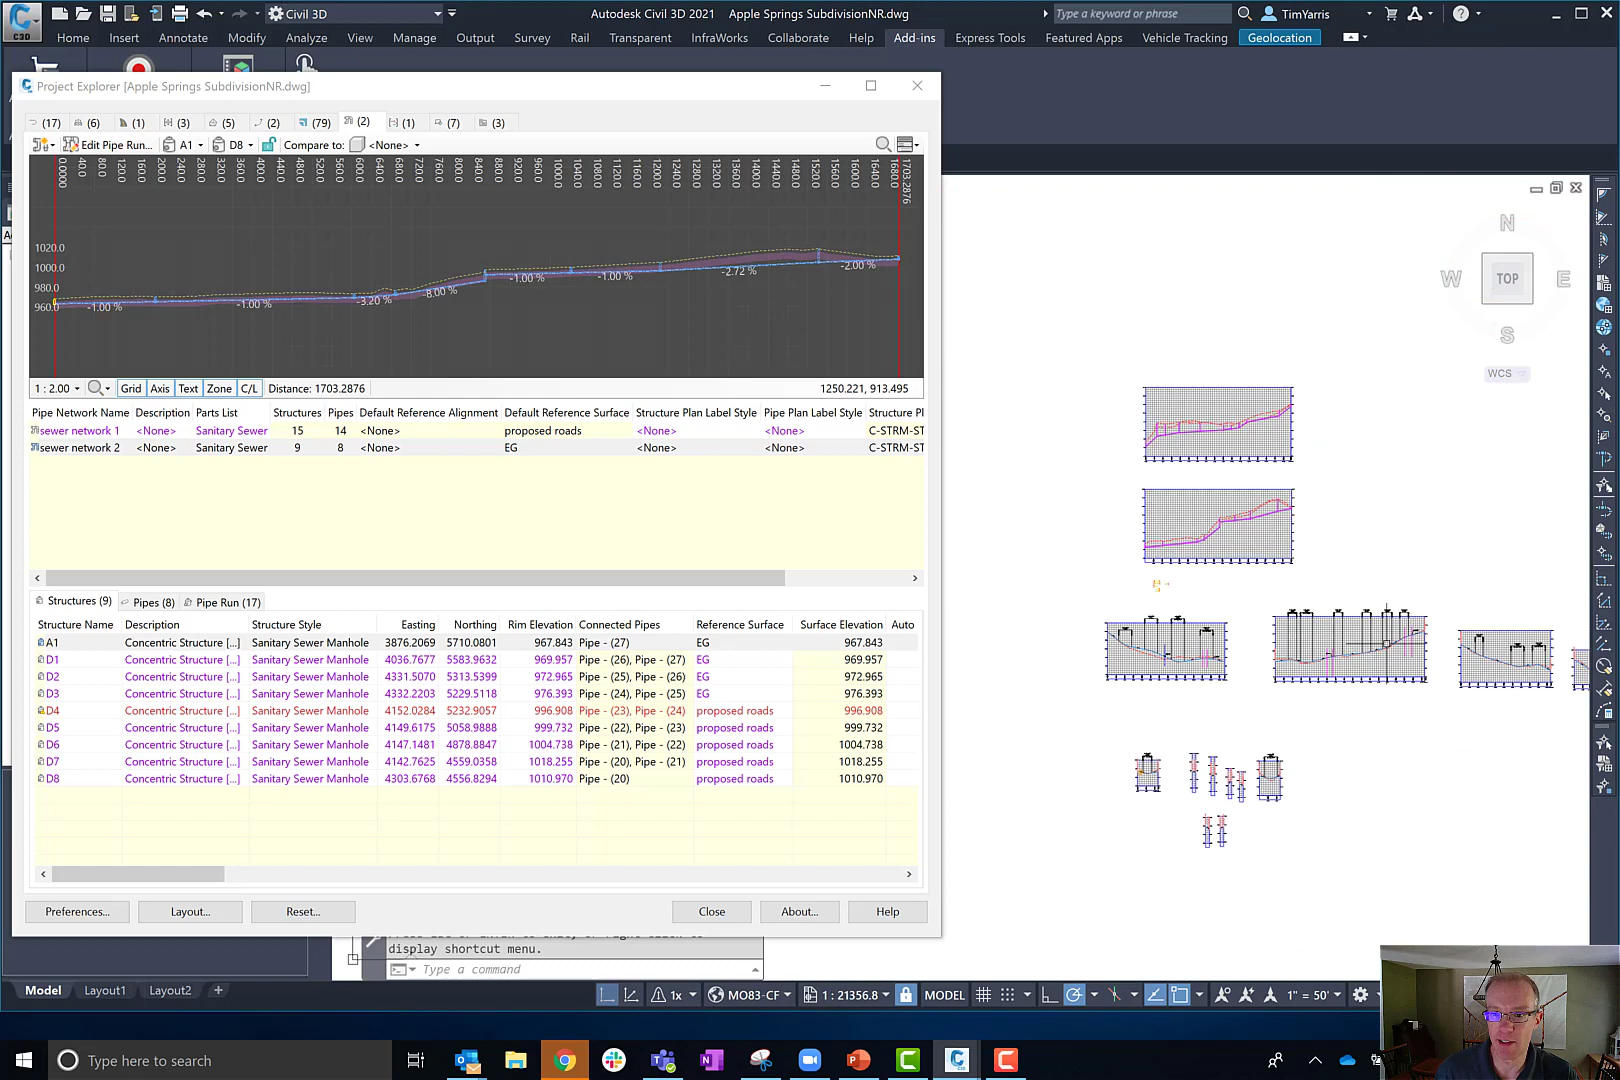 Civil 3D
Autodesk Civil 3D 2021 Apple Springs SubdivisionNR.dwg
Type a keyword or phrase
TimYarris
C3D
Home Insert Annotate Modify Analyze View Manage Output Survey Rail Transparent InfraWorks Collaborate Help Add-ins Express Tools Featured Apps Vehicle Tracking Geolocation
Project Explorer [Apple Springs SubdivisionNR.dwg]
(17) (6) (1) (3) (5) (2) (79) (2) (1) (7) (3)
Edit Pipe Run... A1 D8 Compare to: <None>
1703.2876
1020.0
1000.0
980.0
960.
-1.00 % -1.00 % -3.20 % -8.00 % -1.00 % -1.00 % -2.72 % -2.00 %
1 : 2.00 Grid Axis Text Zone C/L Distance: 1703.2876 1250.221, 913.495
Pipe Network Name Description Parts List Structures Pipes Default Reference Alignment Default Reference Surface Structure Plan Label Style Pipe Plan Label Style Structure Pl
sewer network 1 <None> Sanitary Sewer 15 14 <None> proposed roads <None> <None> C-STRM-ST
sewer network 2 <None> Sanitary Sewer 9 8 <None> EG <None> <None> C-STRM-ST
Structures (9) Pipes (8) Pipe Run (17)
Structure Name Description Structure Style Easting Northing Rim Elevation Connected Pipes Reference Surface Surface Elevation Auto
A1 Concentric Structure [...] Sanitary Sewer Manhole 3876.2069 5710.0801 967.843 Pipe - (27) EG 967.843
D1 Concentric Structure [...] Sanitary Sewer Manhole 4036.7677 5583.9632 969.957 Pipe - (26), Pipe - (27) EG 969.957
D2 Concentric Structure [...] Sanitary Sewer Manhole 4331.5070 5313.5399 972.965 Pipe - (25), Pipe - (26) EG 972.965
D3 Concentric Structure [...] Sanitary Sewer Manhole 4332.2203 5229.5118 976.393 Pipe - (24), Pipe - (25) EG 976.393
D4 Concentric Structure [...] Sanitary Sewer Manhole 4152.0284 5232.9057 996.908 Pipe - (23), Pipe - (24) proposed roads 996.908
D5 Concentric Structure [...] Sanitary Sewer Manhole 4149.6175 5058.9888 999.732 Pipe - (22), Pipe - (23) proposed roads 999.732
D6 Concentric Structure [...] Sanitary Sewer Manhole 4147.1481 4878.8847 1004.738 Pipe - (21), Pipe - (22) proposed roads 1004.738
D7 Concentric Structure [...] Sanitary Sewer Manhole 4142.7625 4559.0358 1018.255 Pipe - (20), Pipe - (21) proposed roads 1018.255
D8 Concentric Structure [...] Sanitary Sewer Manhole 4303.6768 4556.8294 1010.970 Pipe - (20) proposed roads 1010.970
Preferences... Layout... Reset... Close About... Help
display shortcut menu.
Type a command
N
W TOP E
S
WCS
Model Layout1 Layout2 +
1x MO83-CF 1 : 21356.8 MODEL 1" = 50'
Type here to search